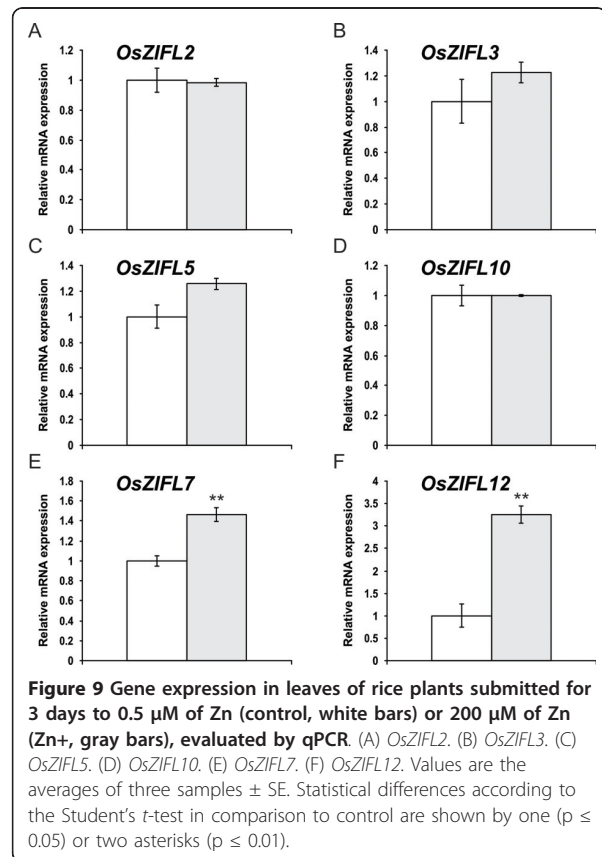 A
OsZIFL2
Relative mRNA expression
1.2
1
0.8
0.6
0.4
0.2
0
B
OsZIFL3
Relative mRNA expression
1.4
1.2
1
0.8
0.6
0.4
0.2
0
C
OsZIFL5
Relative mRNA expression
1.4
1.2
1
0.8
0.6
0.4
0.2
0
D
OsZIFL10
Relative mRNA expression
1.2
1
0.8
0.6
0.4
0.2
0
E
OsZIFL7
Relative mRNA expression
1.8
1.6
1.4
1.2
1
0.8
0.6
0.4
0.2
0
**
F
OsZIFL12
Relative mRNA expression
4
3.5
3
2.5
2
1.5
1
0.5
0
**
Figure 9 Gene expression in leaves of rice plants submitted for
3 days to 0.5 μM of Zn (control, white bars) or 200 μM of Zn
(Zn+, gray bars), evaluated by qPCR. (A) OsZIFL2. (B) OsZIFL3. (C)
OsZIFL5. (D) OsZIFL10. (E) OsZIFL7. (F) OsZIFL12. Values are the
averages of three samples ± SE. Statistical differences according to
the Student's t-test in comparison to control are shown by one (p ≤
0.05) or two asterisks (p ≤ 0.01).